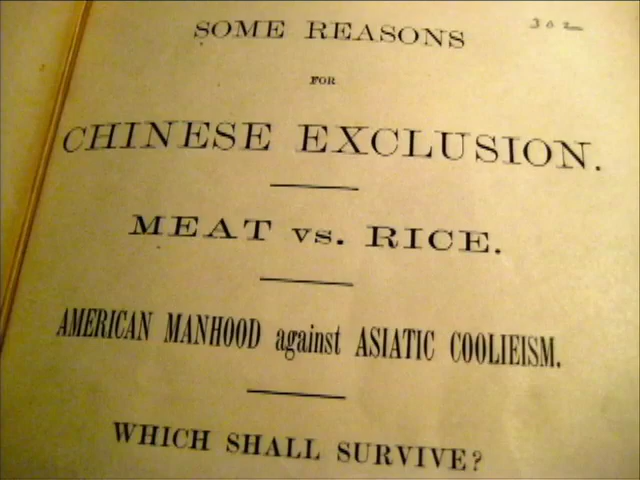 302
SOME REASONS
FOR
CHINESE EXCLUSION.
MEAT vs. RICE.
AMERICAN MANHOOD against ASIATIC COOLIEISM.
WHICH SHALL SURVIVE?